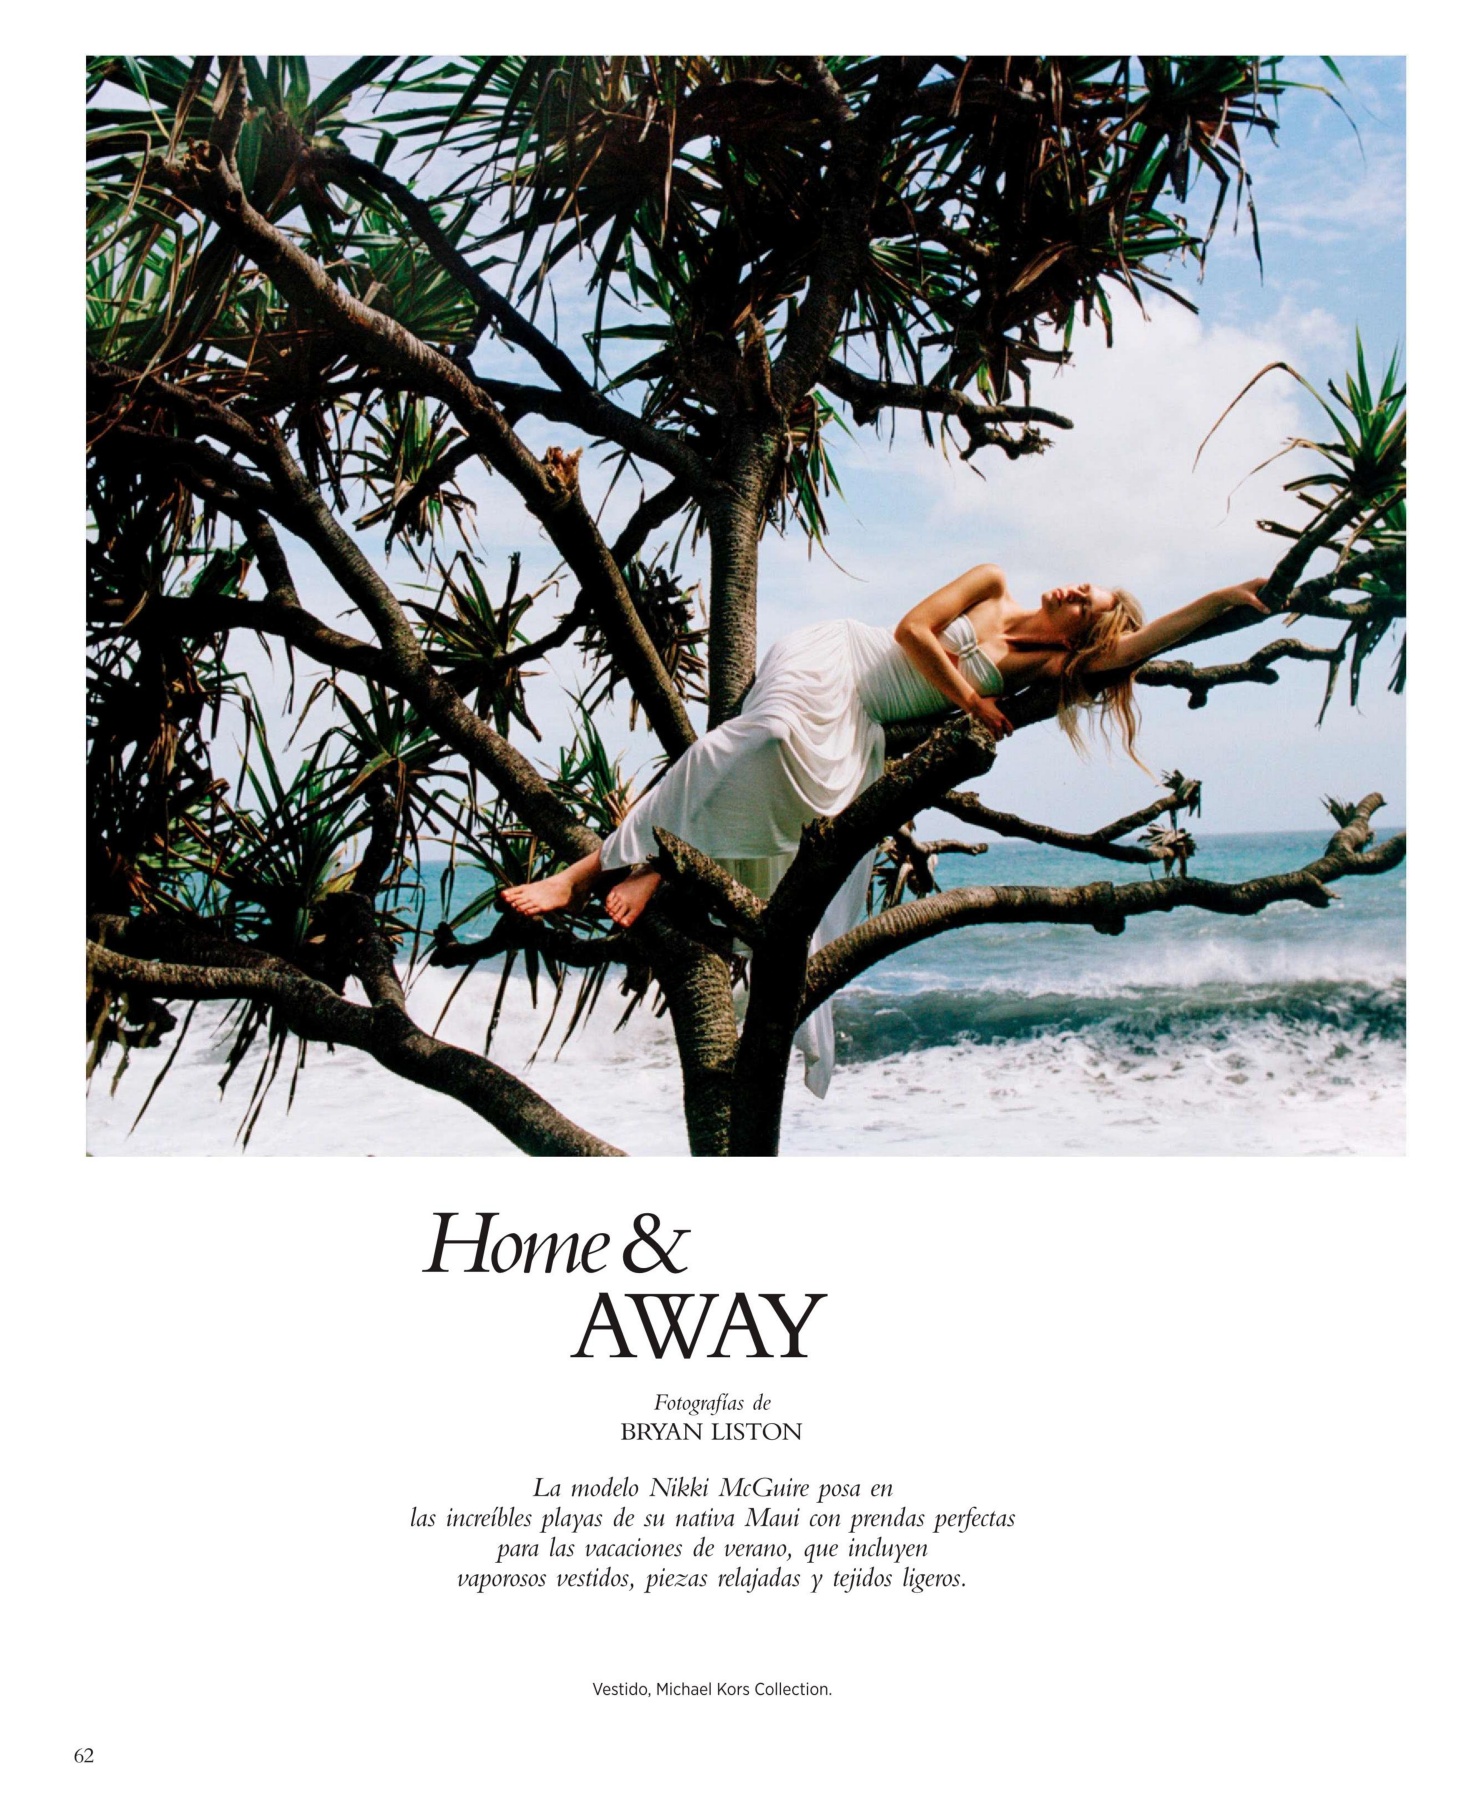 Home &
AWAY
Fotografías de
BRYAN LISTON
La modelo Nikki McGuire posa en
las increíbles playas de su nativa Maui con prendas perfectas
para las vacaciones de verano, que incluyen
vaporosos vestidos, piezas relajadas y tejidos ligeros.
Vestido, Michael Kors Collection.
62